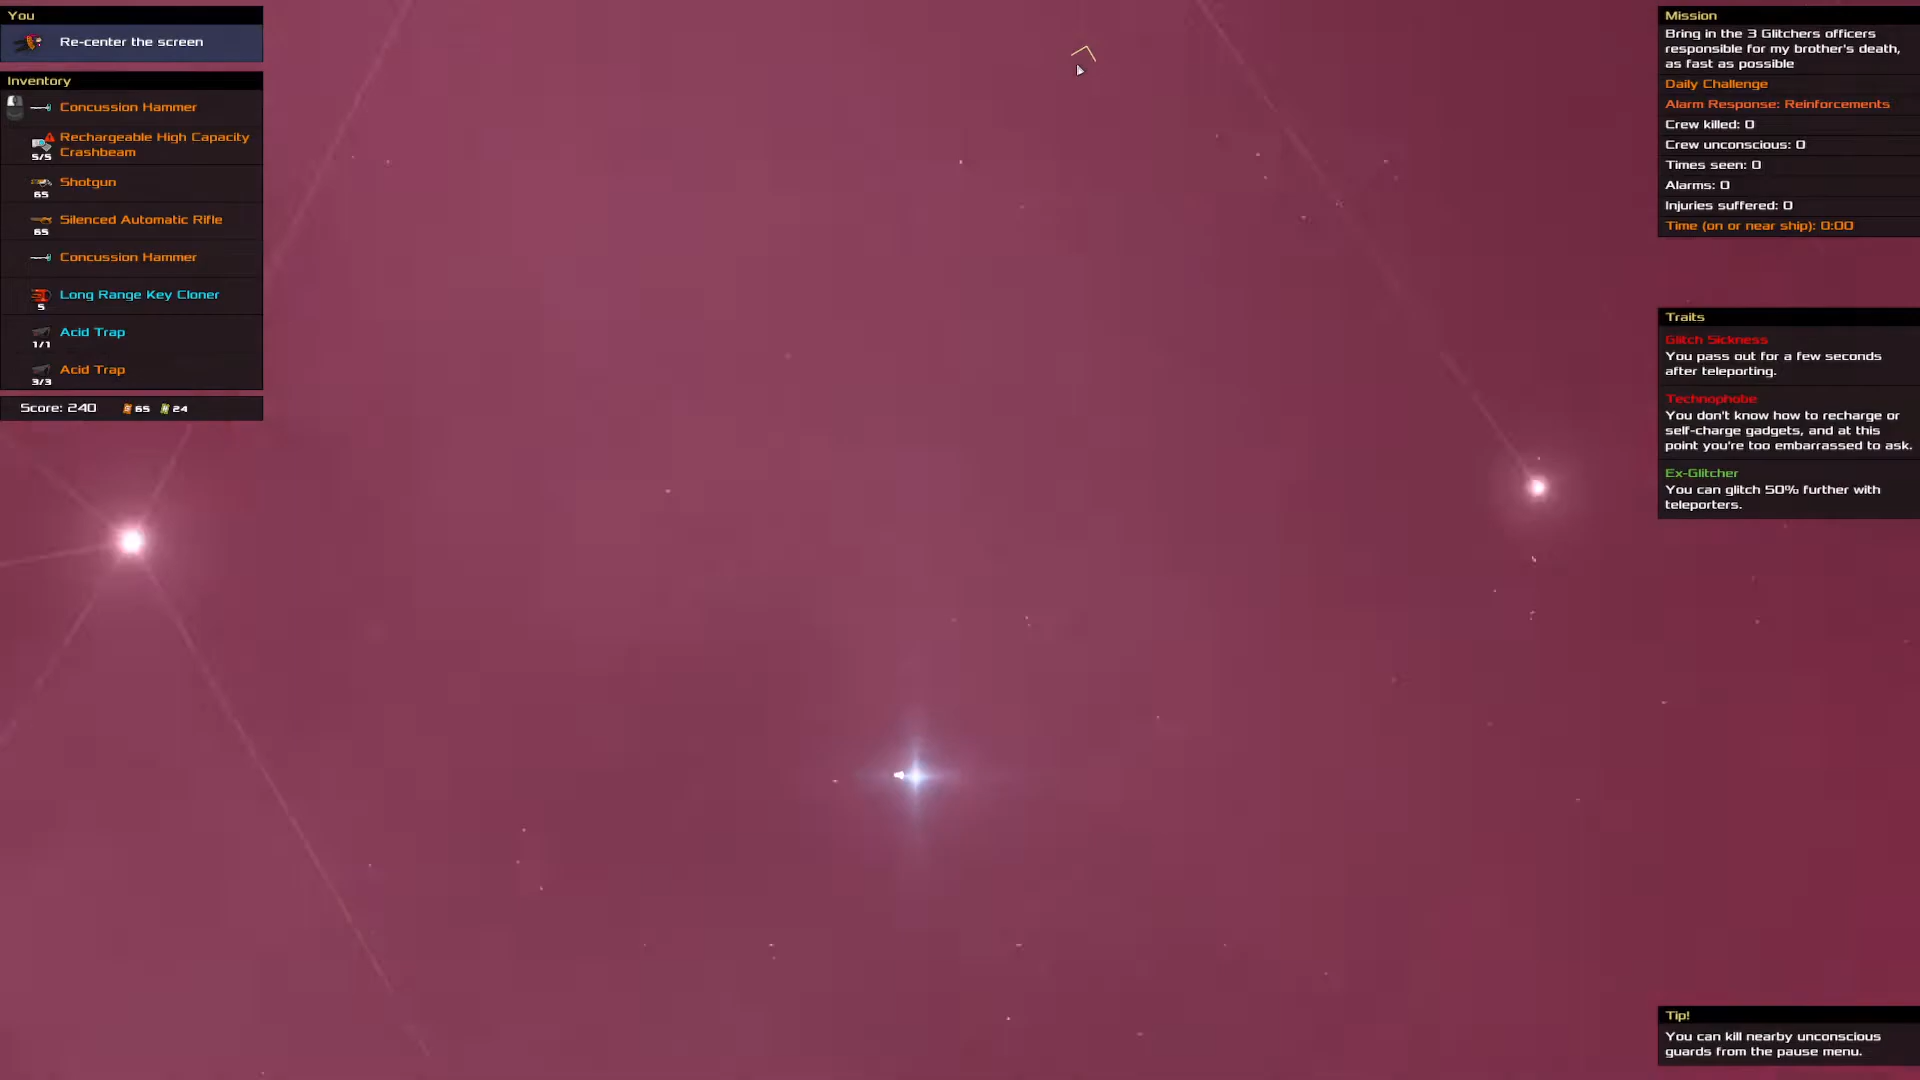 You
Re-center the screen
Inventory
Concussion Hammer
Rechargeable High Capacity
Crashbeam
5/5
Shotgun
65
Silenced Automatic Rifle
65
Concussion Hammer
Long Range Key Cloner
5
Acid Trap
1/1
Acid Trap
3/3
Score: 240 65 24
Mission
Bring in the 3 Glitchers officers
responsible for my brother's death,
as fast as possible
Daily Challenge
Alarm Response: Reinforcements
Crew killed: 0
Crew unconscious: 0
Times seen: 0
Alarms: 0
Injuries suffered: 0
Time (on or near ship): 0:00
Traits
Glitch Sickness
You pass out for a few seconds
after teleporting.
Technophobe
You don't know how to recharge or
self-charge gadgets, and at this
point you're too embarrassed to ask.
Ex-Glitcher
You can glitch 50% further with
teleporters.
Tip!
You can kill nearby unconscious
guards from the pause menu.